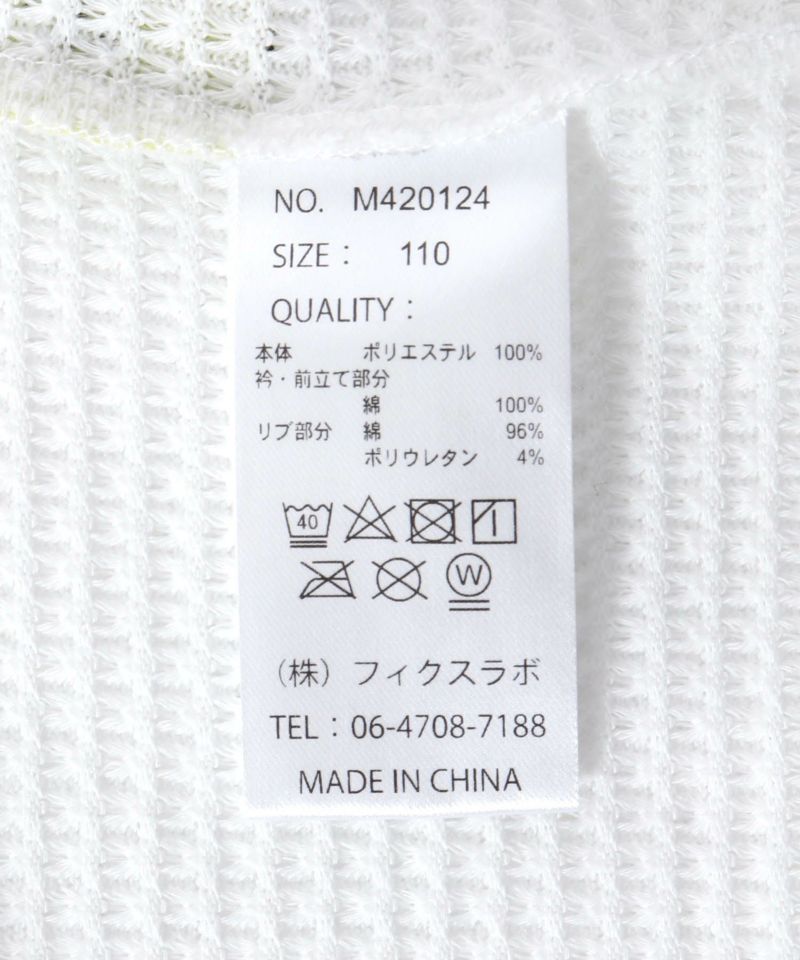 NO. M420124
SIZE： 110
QUALITY：
本体 ポリエステル 100%
衿・前立て部分
綿 100%
リブ部分 綿 96%
ポリウレタン 4%
40
W
（株）フィクスラボ
TEL：06-4708-7188
MADE IN CHINA